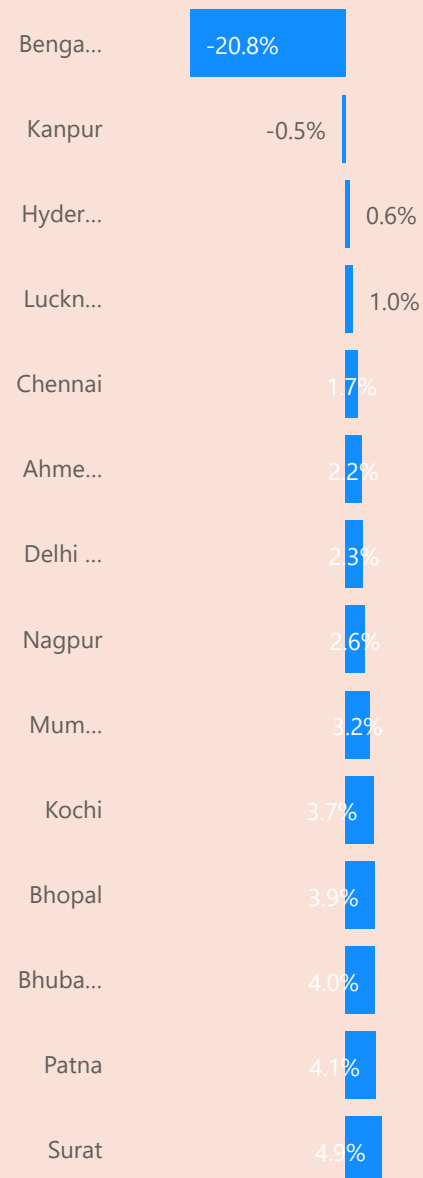 Benga... -20.8%
Kanpur -0.5%
Hyder... 0.6%
Luckn... 1.0%
Chennai 1.7%
Ahme... 2.2%
Delhi ... 2.3%
Nagpur 2.6%
Mum... 3.2%
Kochi 3.7%
Bhopal 3.9%
Bhuba... 4.0%
Patna 4.1%
Surat 4.9%